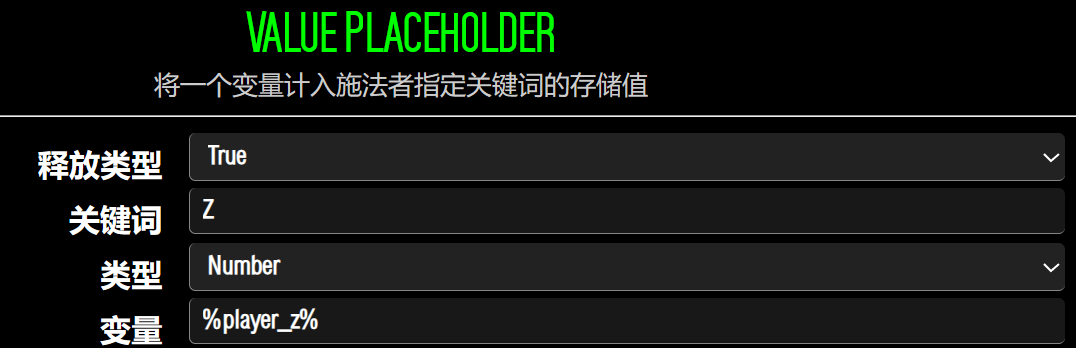 VALUE PLACEHOLDER
将一个变量计入施法者指定关键词的存储值
释放类型 True
关键词 Z
类型 Number
变量 %player_z%